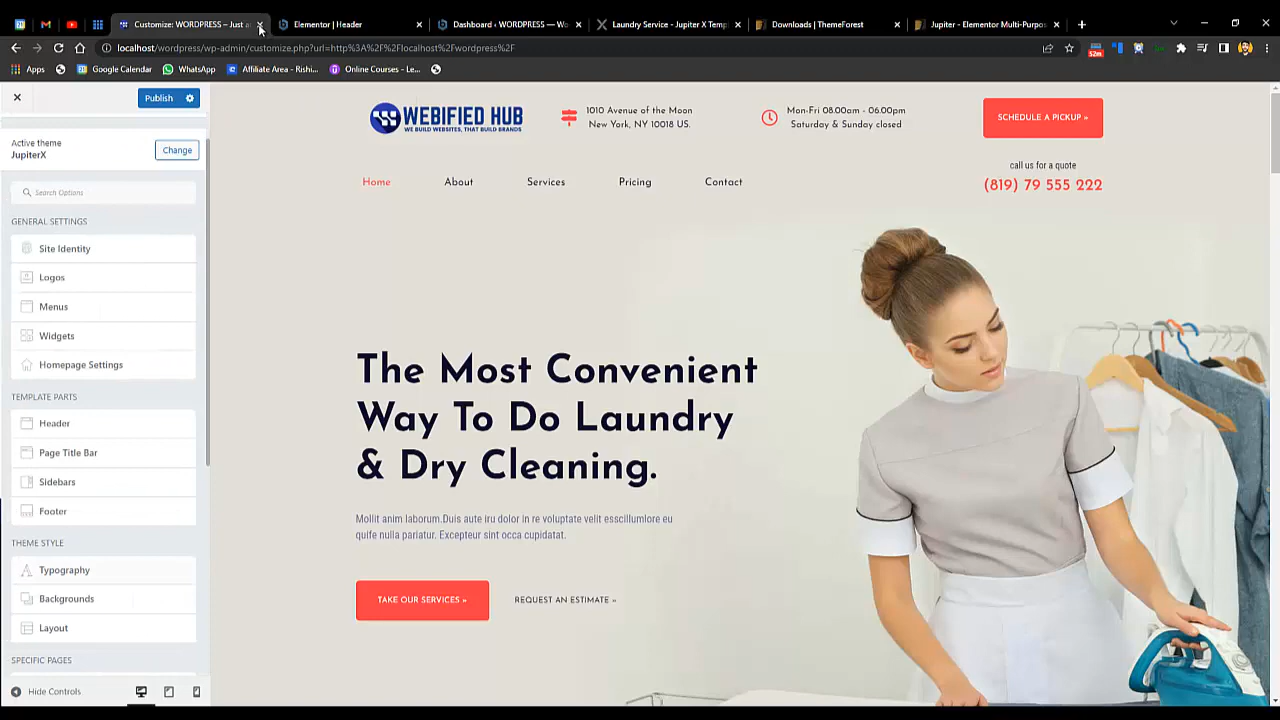 Customize: WORDPRESS – Just a
Elementor | Header
Dashboard ‹ WORDPRESS — Wo
Laundry Service - Jupiter X Temp
Downloads | ThemeForest
Jupiter - Elementor Multi-Purpos
localhost/wordpress/wp-admin/customize.php?url=http%3A%2F%2Flocalhost%2Fwordpress%2F
52m
Apps
Google Calendar
WhatsApp
Affiliate Area - Rishi...
Online Courses - Le...
Publish
Active theme
JupiterX
Change
Search Options
GENERAL SETTINGS
Site Identity
Logos
Menus
Widgets
Homepage Settings
TEMPLATE PARTS
Header
Page Title Bar
Sidebars
Footer
THEME STYLE
Typography
Backgrounds
Layout
SPECIFIC PAGES
Hide Controls
WEBIFIED HUB
WE BUILD WEBSITES, THAT BUILD BRANDS
1010 Avenue of the Moon
New York, NY 10018 US.
Mon-Fri 08.00am - 06.00pm
Saturday & Sunday closed
SCHEDULE A PICKUP »
Home
About
Services
Pricing
Contact
call us for a quote
(819) 79 555 222
The Most Convenient
Way To Do Laundry
& Dry Cleaning.
Mollit anim laborum.Duis aute iru dolor in re voluptate velit esscillumlore eu
quife nulla pariatur. Excepteur sint occa cupidatat.
TAKE OUR SERVICES »
REQUEST AN ESTIMATE »